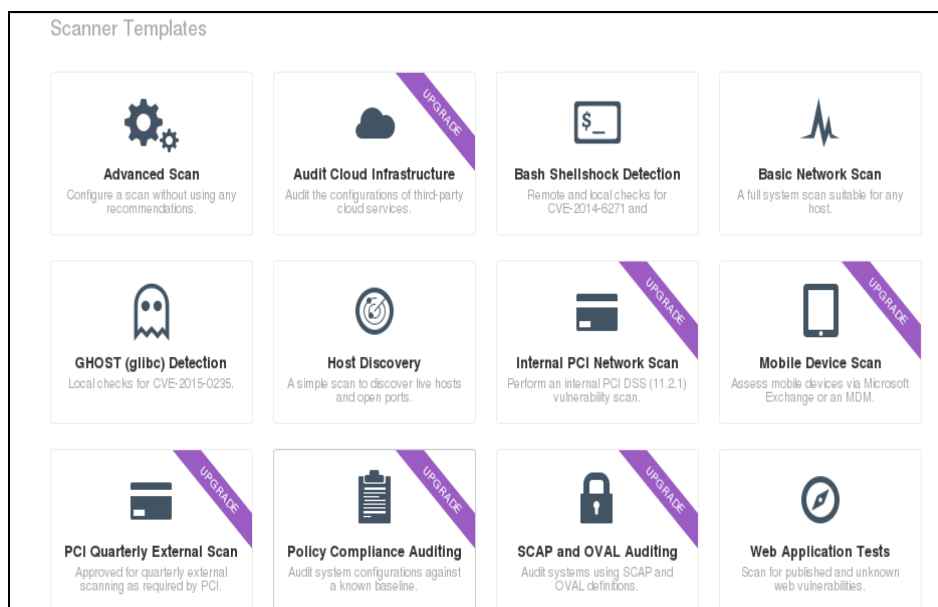 Scanner Templates
UPGRADE
$_
Advanced Scan
Audit Cloud Infrastructure
Bash Shellshock Detection
Basic Network Scan
Configure a scan without using any
recommendations.
Audit the configurations of third-party
cloud services.
Remote and local checks for
CVE-2014-6271 and
A full system scan suitable for any
host.
UPGRADE
UPGRADE
GHOST (glibc) Detection
Host Discovery
Internal PCI Network Scan
Mobile Device Scan
Local checks for CVE-2015-0235.
A simple scan to discover live hosts
and open ports.
Perform an internal PCI DSS (11.2.1)
vulnerability scan.
Assess mobile devices via Microsoft
Exchange or an MDM.
UPGRADE
UPGRADE
UPGRADE
PCI Quarterly External Scan
Policy Compliance Auditing
SCAP and OVAL Auditing
Web Application Tests
Approved for quarterly external
scanning as required by PCI.
Audit system configurations against
a known baseline.
Audit systems using SCAP and
OVAL definitions.
Scan for published and unknown
web vulnerabilities.